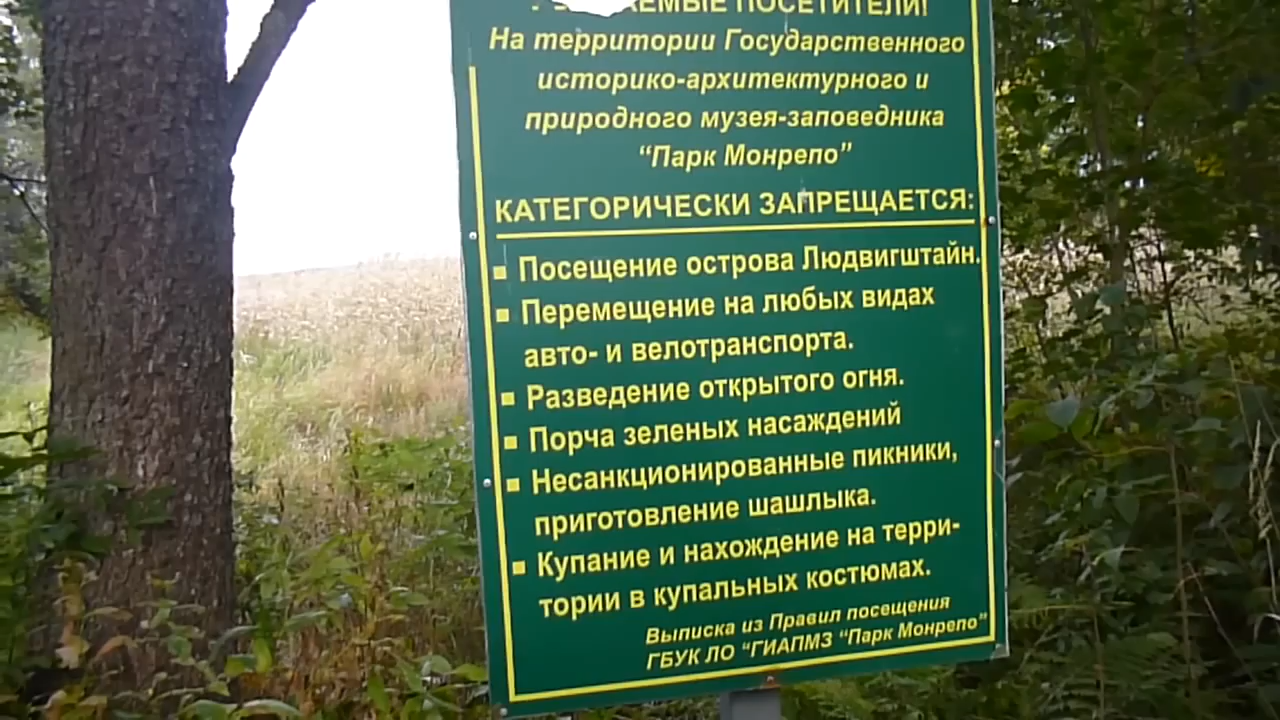 ПОСЕТИТЕЛИ!
На территории Государственного
историко-архитектурного и
природного музея-заповедника
“Парк Монрепо”
КАТЕГОРИЧЕСКИ ЗАПРЕЩАЕТСЯ:
▪ Посещение острова Людвигштайн.
▪ Перемещение на любых видах
авто- и велотранспорта.
▪ Разведение открытого огня.
▪ Порча зеленых насаждений
▪ Несанкционированные пикники,
приготовление шашлыка.
▪ Купание и нахождение на терри-
тории в купальных костюмах.
Выписка из Правил посещения
ГБУК ЛО “ГИАПМЗ “Парк Монрепо”